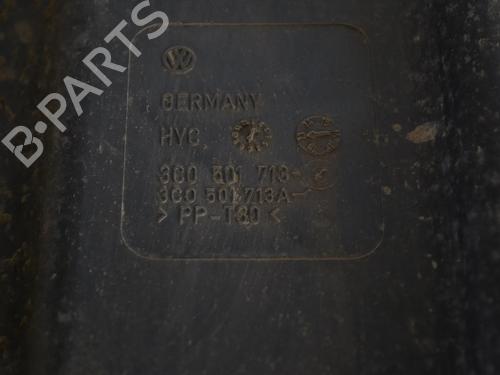 B-PARTS
GERMANY
HVC
3C0 501 713-
3C0 501 713A-
> PP-T30 <